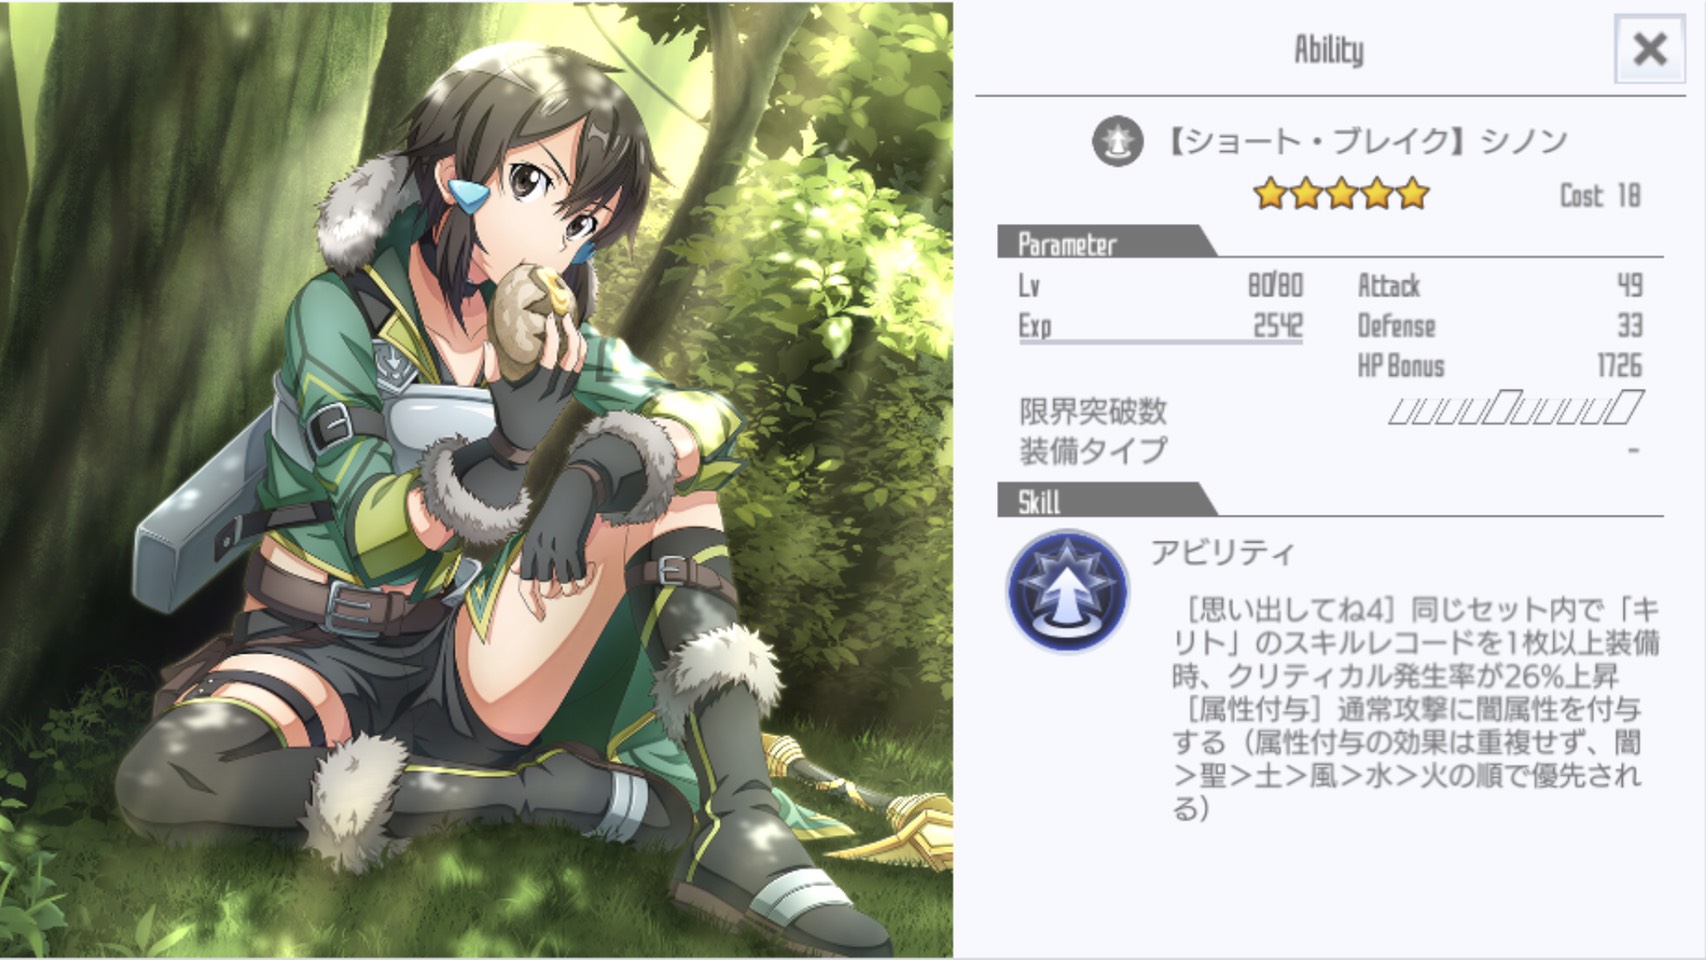 Ability
【ショート・ブレイク】シノン
Cost 18
Parameter
Lv 80/80
Attack 49
Exp 2542
Defense 33
HP Bonus 1726
限界突破数
装備タイプ -
Skill
アビリティ
［思い出してね4］同じセット内で「キ
リト」のスキルレコードを1枚以上装備
時、クリティカル発生率が26%上昇
［属性付与］通常攻撃に闇属性を付与
する（属性付与の効果は重複せず、闇
＞聖＞土＞風＞水＞火の順で優先され
る）